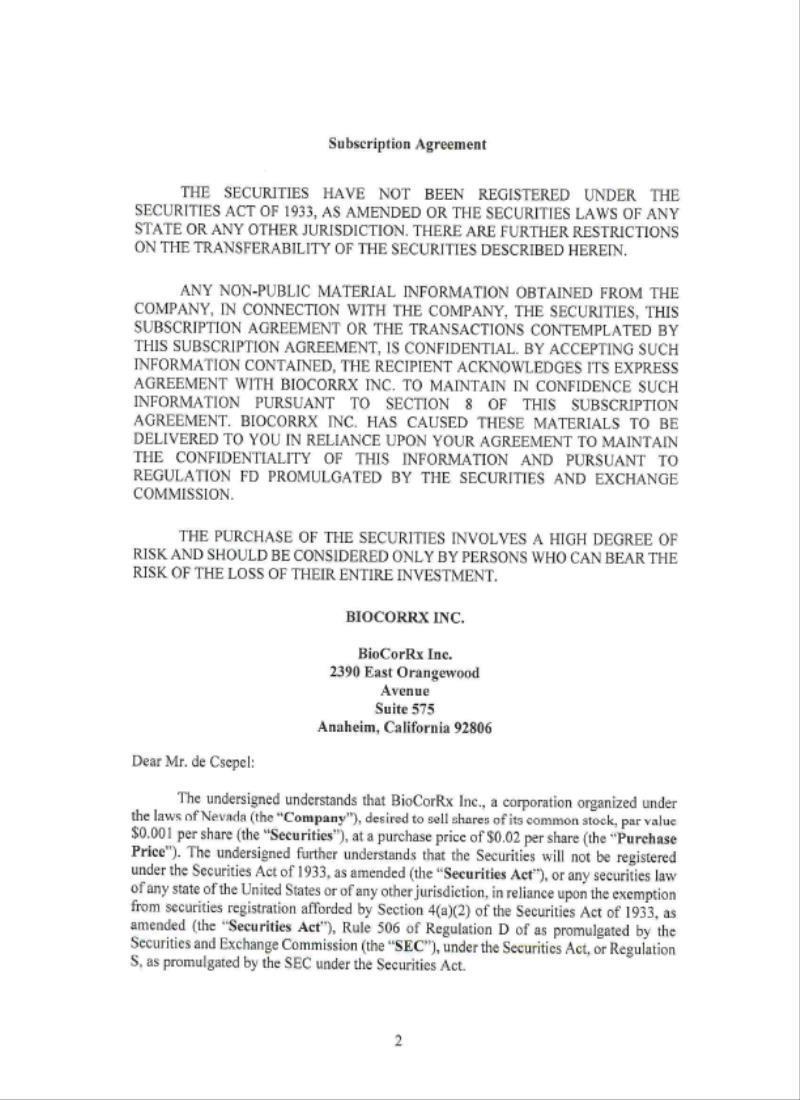 Subscription Agreement
THE SECURITIES HAVE NOT BEEN REGISTERED UNDER THE
SECURITIES ACT OF 1933, AS AMENDED OR THE SECURITIES LAWS OF ANY
STATE OR ANY OTHER JURISDICTION. THERE ARE FURTHER RESTRICTIONS
ON THE TRANSFERABILITY OF THE SECURITIES DESCRIBED HEREIN.
ANY NON-PUBLIC MATERIAL INFORMATION OBTAINED FROM THE
COMPANY, IN CONNECTION WITH THE COMPANY, THE SECURITIES, THIS
SUBSCRIPTION AGREEMENT OR THE TRANSACTIONS CONTEMPLATED BY
THIS SUBSCRIPTION AGREEMENT, IS CONFIDENTIAL. BY ACCEPTING SUCH
INFORMATION CONTAINED, THE RECIPIENT ACKNOWLEDGES ITS EXPRESS
AGREEMENT WITH BIOCORRX INC. TO MAINTAIN IN CONFIDENCE SUCH
INFORMATION PURSUANT TO SECTION 8 OF THIS SUBSCRIPTION
AGREEMENT. BIOCORRX INC. HAS CAUSED THESE MATERIALS TO BE
DELIVERED TO YOU IN RELIANCE UPON YOUR AGREEMENT TO MAINTAIN
THE CONFIDENTIALITY OF THIS INFORMATION AND PURSUANT TO
REGULATION FD PROMULGATED BY THE SECURITIES AND EXCHANGE
COMMISSION.
THE PURCHASE OF THE SECURITIES INVOLVES A HIGH DEGREE OF
RISK AND SHOULD BE CONSIDERED ONLY BY PERSONS WHO CAN BEAR THE
RISK OF THE LOSS OF THEIR ENTIRE INVESTMENT.
BIOCORRX INC.
BioCorRx Inc.
2390 East Orangewood
Avenue
Suite 575
Anaheim, California 92806
Dear Mr. de Csepel:
The undersigned understands that BioCorRx Inc., a corporation organized under
the laws of Nevada (the “Company”), desired to sell shares of its common stock, par value
$0.001 per share (the “Securities”), at a purchase price of $0.02 per share (the “Purchase
Price”). The undersigned further understands that the Securities will not be registered
under the Securities Act of 1933, as amended (the “Securities Act”), or any securities law
of any state of the United States or of any other jurisdiction, in reliance upon the exemption
from securities registration afforded by Section 4(a)(2) of the Securities Act of 1933, as
amended (the “Securities Act”), Rule 506 of Regulation D of as promulgated by the
Securities and Exchange Commission (the “SEC”), under the Securities Act, or Regulation
S, as promulgated by the SEC under the Securities Act.
2